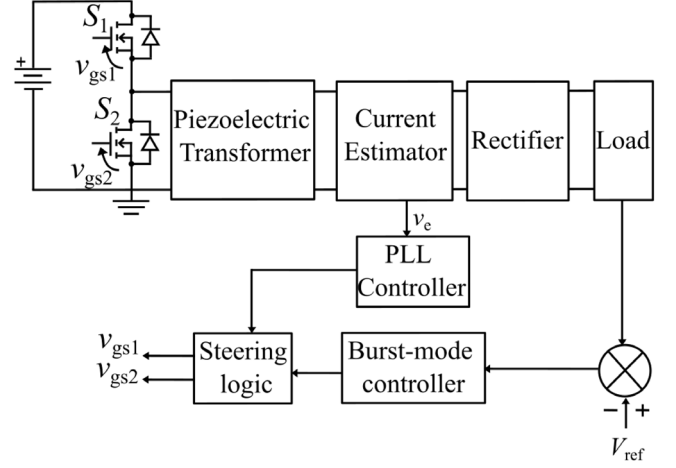 S1
+
vgs1
S2
vgs2
Piezoelectric
Transformer
Current
Estimator
Rectifier
Load
ve
PLL
Controller
vgs1
vgs2
Steering
logic
Burst-mode
controller
− +
Vref